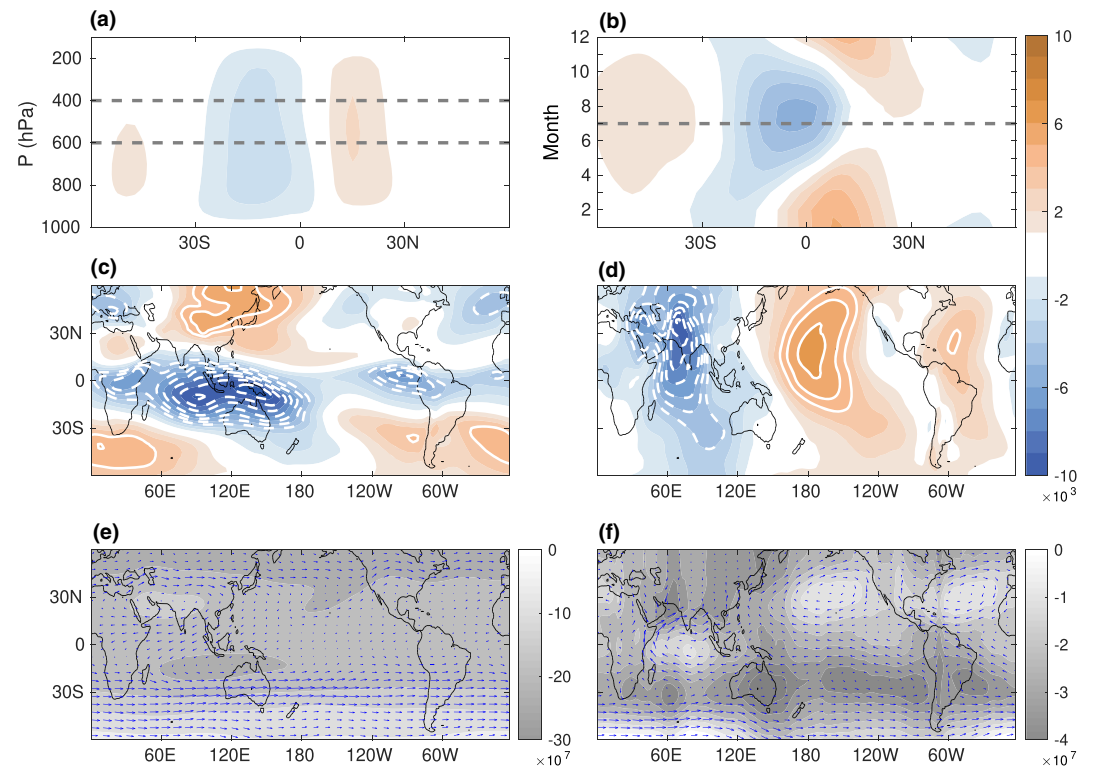 (a)
(b)
200
400
600
800
1000
P (hPa)
30S
0
30N
12
10
8
6
4
2
Month
30S
0
30N
10
6
2
-2
-6
-10
×10³
(c)
(d)
30N
0
30S
60E
120E
180
120W
60W
60E
120E
180
120W
60W
(e)
(f)
30N
0
30S
60E
120E
180
120W
60W
0
-10
-20
-30
×10⁷
60E
120E
180
120W
60W
0
-1
-2
-3
-4
×10⁷